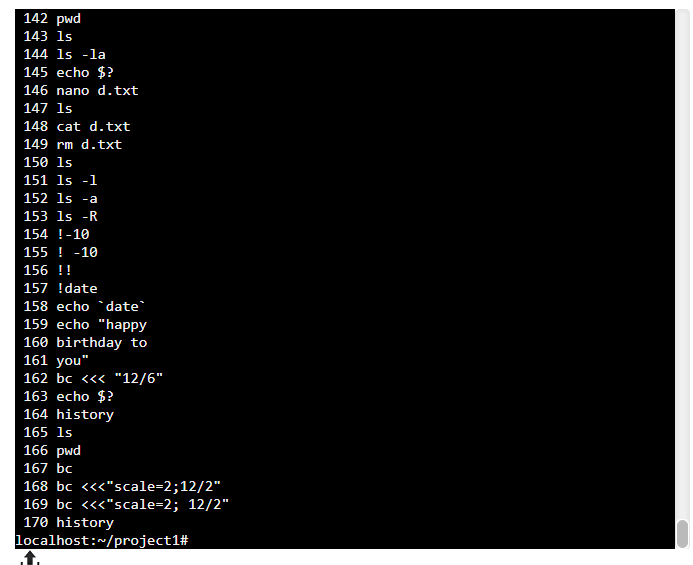 142 pwd
143 ls
144 ls -la
145 echo $?
146 nano d.txt
147 ls
148 cat d.txt
149 rm d.txt
150 ls
151 ls -l
152 ls -a
153 ls -R
154 !-10
155 ! -10
156 !!
157 !date
158 echo `date`
159 echo "happy
160 birthday to
161 you"
162 bc <<< "12/6"
163 echo $?
164 history
165 ls
166 pwd
167 bc
168 bc <<<"scale=2;12/2"
169 bc <<<"scale=2; 12/2"
170 history
localhost:~/project1#